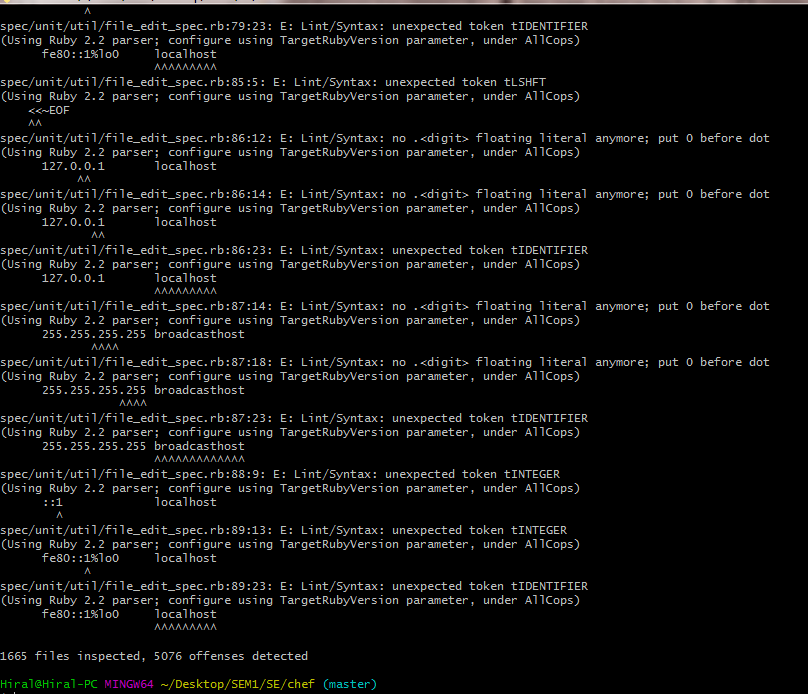 ^
spec/unit/util/file_edit_spec.rb:79:23: E: Lint/Syntax: unexpected token tIDENTIFIER
(Using Ruby 2.2 parser; configure using TargetRubyVersion parameter, under AllCops)
      fe80::1%lo0     localhost
                      ^^^^^^^^^
spec/unit/util/file_edit_spec.rb:85:5: E: Lint/Syntax: unexpected token tLSHFT
(Using Ruby 2.2 parser; configure using TargetRubyVersion parameter, under AllCops)
    <<~EOF
    ^^
spec/unit/util/file_edit_spec.rb:86:12: E: Lint/Syntax: no .<digit> floating literal anymore; put 0 before dot
(Using Ruby 2.2 parser; configure using TargetRubyVersion parameter, under AllCops)
      127.0.0.1       localhost
           ^^
spec/unit/util/file_edit_spec.rb:86:14: E: Lint/Syntax: no .<digit> floating literal anymore; put 0 before dot
(Using Ruby 2.2 parser; configure using TargetRubyVersion parameter, under AllCops)
      127.0.0.1       localhost
             ^^
spec/unit/util/file_edit_spec.rb:86:23: E: Lint/Syntax: unexpected token tIDENTIFIER
(Using Ruby 2.2 parser; configure using TargetRubyVersion parameter, under AllCops)
      127.0.0.1       localhost
                      ^^^^^^^^^
spec/unit/util/file_edit_spec.rb:87:14: E: Lint/Syntax: no .<digit> floating literal anymore; put 0 before dot
(Using Ruby 2.2 parser; configure using TargetRubyVersion parameter, under AllCops)
      255.255.255.255 broadcasthost
             ^^^^
spec/unit/util/file_edit_spec.rb:87:18: E: Lint/Syntax: no .<digit> floating literal anymore; put 0 before dot
(Using Ruby 2.2 parser; configure using TargetRubyVersion parameter, under AllCops)
      255.255.255.255 broadcasthost
                 ^^^^
spec/unit/util/file_edit_spec.rb:87:23: E: Lint/Syntax: unexpected token tIDENTIFIER
(Using Ruby 2.2 parser; configure using TargetRubyVersion parameter, under AllCops)
      255.255.255.255 broadcasthost
                      ^^^^^^^^^^^^^
spec/unit/util/file_edit_spec.rb:88:9: E: Lint/Syntax: unexpected token tINTEGER
(Using Ruby 2.2 parser; configure using TargetRubyVersion parameter, under AllCops)
      ::1             localhost
        ^
spec/unit/util/file_edit_spec.rb:89:13: E: Lint/Syntax: unexpected token tINTEGER
(Using Ruby 2.2 parser; configure using TargetRubyVersion parameter, under AllCops)
      fe80::1%lo0     localhost
            ^
spec/unit/util/file_edit_spec.rb:89:23: E: Lint/Syntax: unexpected token tIDENTIFIER
(Using Ruby 2.2 parser; configure using TargetRubyVersion parameter, under AllCops)
      fe80::1%lo0     localhost
                      ^^^^^^^^^
1665 files inspected, 5076 offenses detected
Hiral@Hiral-PC MINGW64 ~/Desktop/SEM1/SE/chef (master)